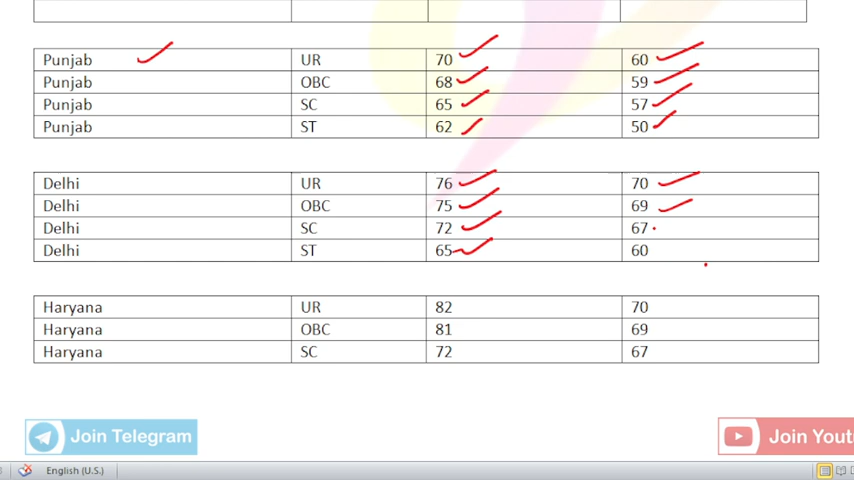 Punjab UR 70 60
Punjab OBC 68 59
Punjab SC 65 57
Punjab ST 62 50
Delhi UR 76 70
Delhi OBC 75 69
Delhi SC 72 67
Delhi ST 65 60
Haryana UR 82 70
Haryana OBC 81 69
Haryana SC 72 67
Join Telegram
Join Yout
English (U.S.)